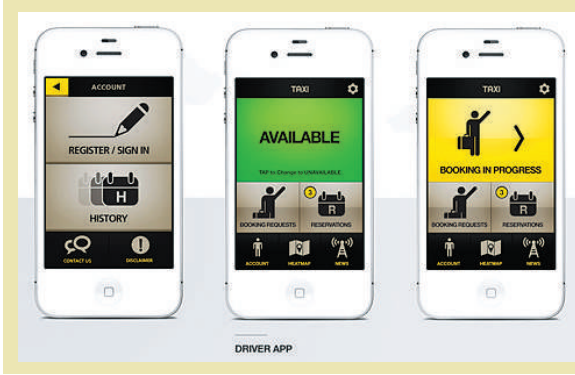 ACCOUNT
REGISTER / SIGN IN
H
HISTORY
CONTACT US
DISCLAIMER
TAXI
AVAILABLE
TAP to Change to UNAVAILABLE
BOOKING REQUESTS
3
R
RESERVATIONS
ACCOUNT
HEATMAP
NEWS
TAXI
BOOKING IN PROGRESS
BOOKING REQUESTS
3
R
RESERVATIONS
ACCOUNT
HEATMAP
NEWS
DRIVER APP